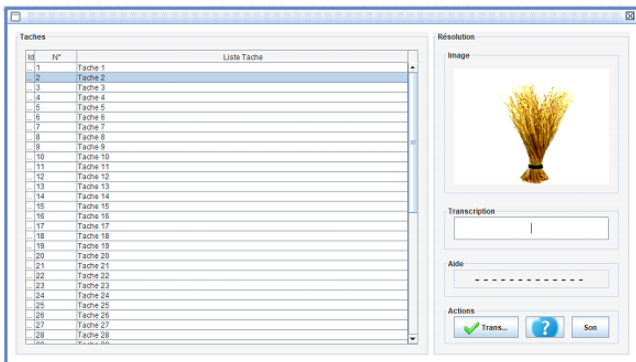 Taches
Id N° Liste Tache
... 1 Tache 1
... 2 Tache 2
... 3 Tache 3
... 4 Tache 4
... 5 Tache 5
... 6 Tache 6
... 7 Tache 7
... 8 Tache 8
... 9 Tache 9
... 10 Tache 10
... 11 Tache 11
... 12 Tache 12
... 13 Tache 13
... 14 Tache 14
... 15 Tache 15
... 16 Tache 16
... 17 Tache 17
... 18 Tache 18
... 19 Tache 19
... 20 Tache 20
... 21 Tache 21
... 22 Tache 22
... 23 Tache 23
... 24 Tache 24
... 25 Tache 25
... 26 Tache 26
... 27 Tache 27
... 28 Tache 28
Résolution
Image
Transcription
Aide
- - - - - - - - - - - - -
Actions
Trans... ? Son